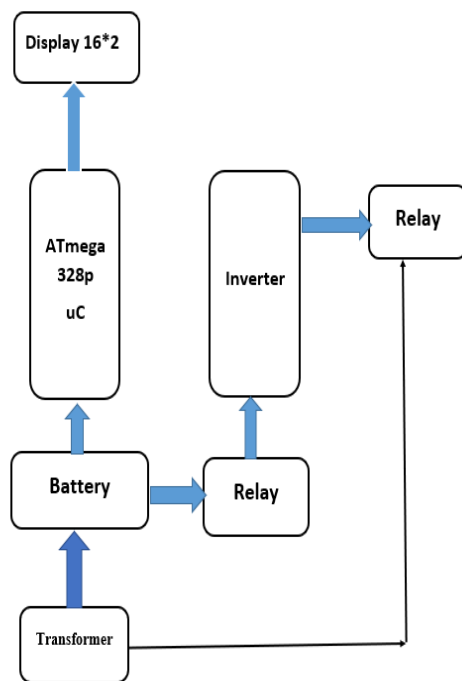 Display 16*2
ATmega
328p
uC
Inverter
Relay
Battery
Relay
Transformer